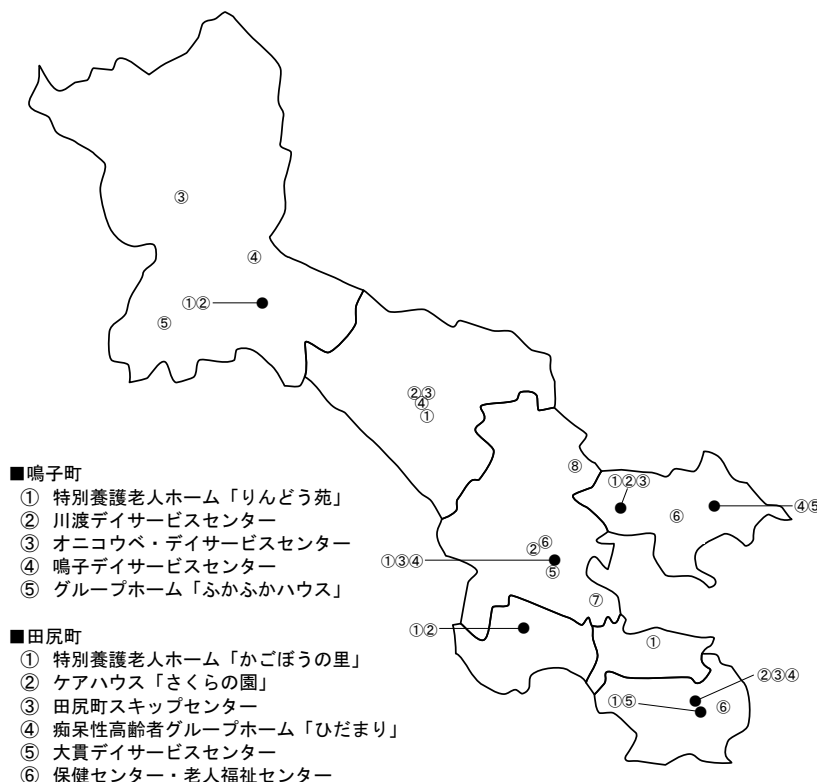 ③
④
①②
⑤
②③
④
①
⑧
①②③
④⑤
⑥
⑥
②
①③④
⑤
⑦
①②
①
②③④
①⑤
⑥
■鳴子町
① 特別養護老人ホーム「りんどう苑」
② 川渡デイサービスセンター
③ オニコウベ・デイサービスセンター
④ 鳴子デイサービスセンター
⑤ グループホーム「ふかふかハウス」
■田尻町
① 特別養護老人ホーム「かごぼうの里」
② ケアハウス「さくらの園」
③ 田尻町スキップセンター
④ 痴呆性高齢者グループホーム「ひだまり」
⑤ 大貫デイサービスセンター
⑥ 保健センター・老人福祉センター